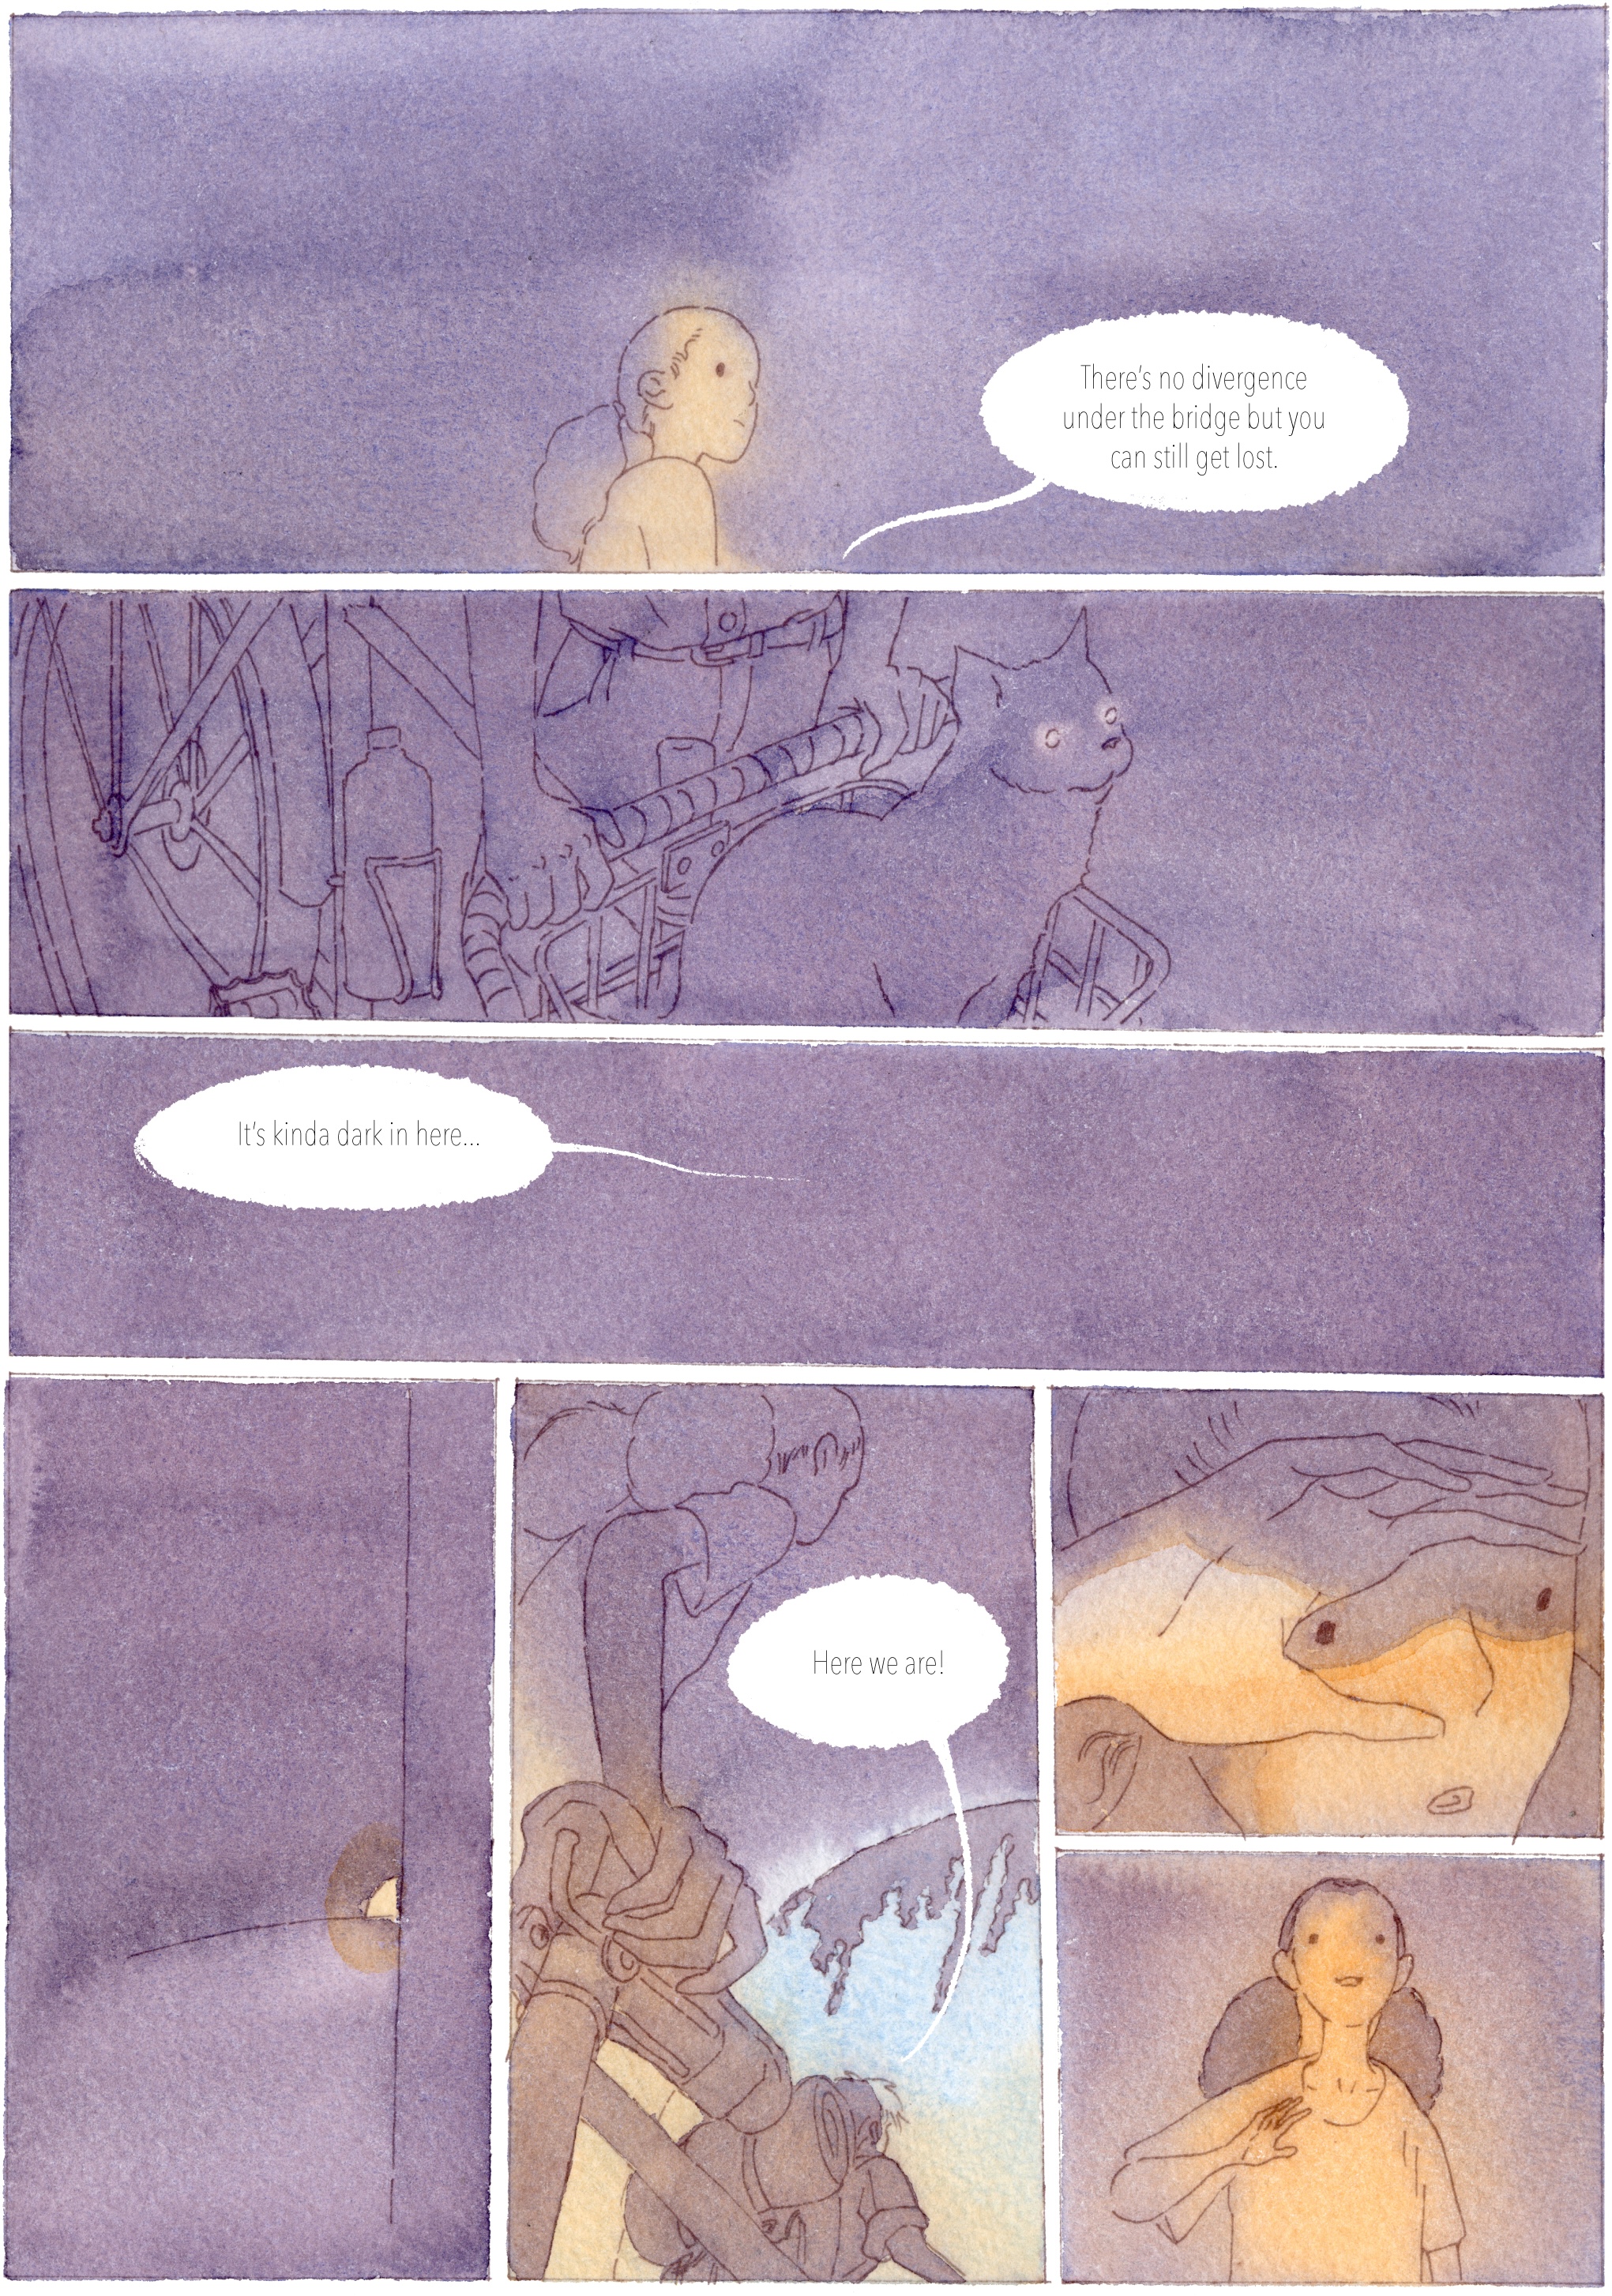 There's no divergence
under the bridge but you
can still get lost.
It's kinda dark in here...
Here we are!